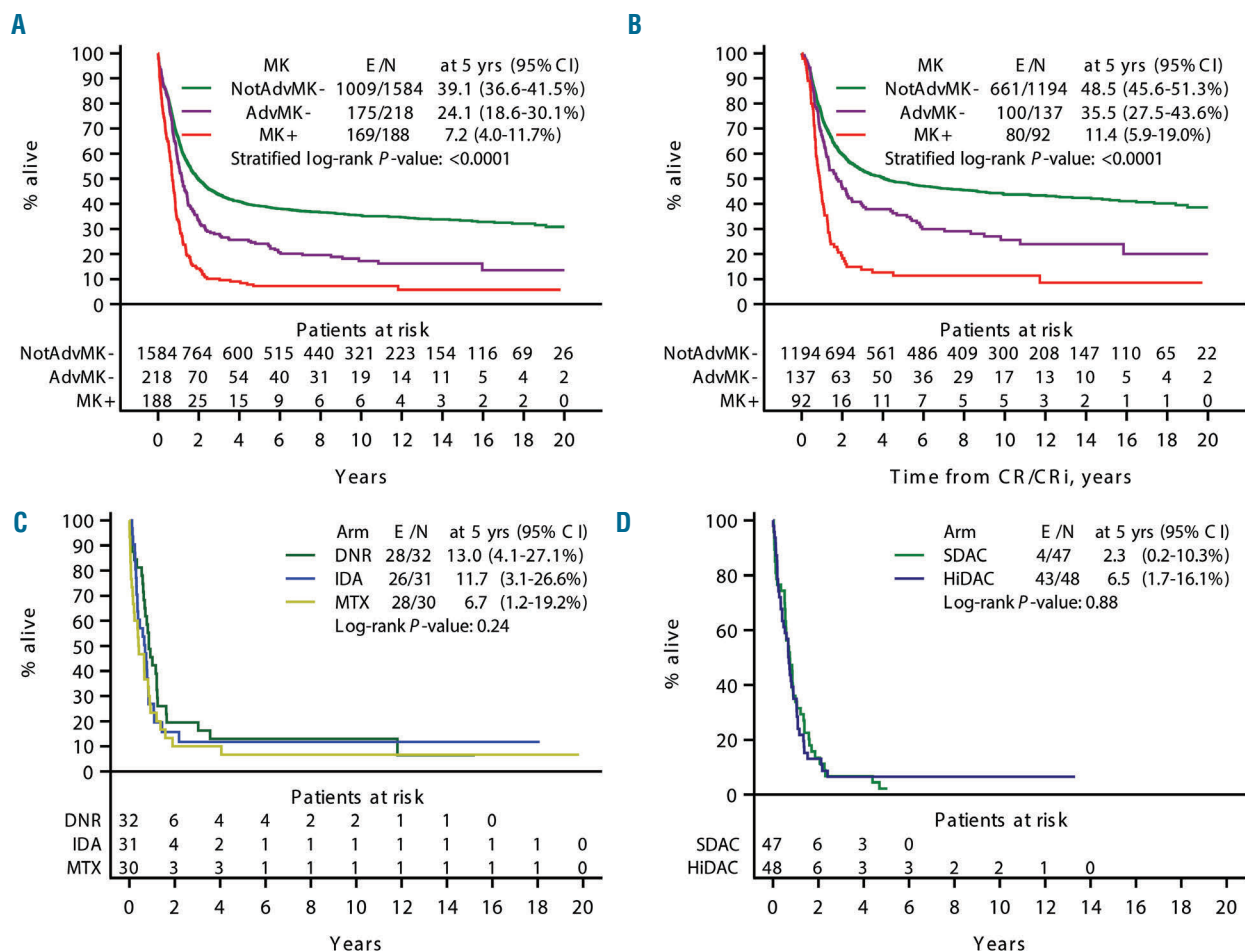 A
MK E/N at 5 yrs (95% CI)
NotAdvMK- 1009/1584 39.1 (36.6-41.5%)
AdvMK- 175/218 24.1 (18.6-30.1%)
MK+ 169/188 7.2 (4.0-11.7%)
Stratified log-rank P-value: <0.0001
% alive
100
90
80
70
60
50
40
30
20
10
0
Patients at risk
NotAdvMK- 1584 764 600 515 440 321 223 154 116 69 26
AdvMK- 218 70 54 40 31 19 14 11 5 4 2
MK+ 188 25 15 9 6 6 4 3 2 2 0
0 2 4 6 8 10 12 14 16 18 20
Years
B
MK E/N at 5 yrs (95% CI)
NotAdvMK- 661/1194 48.5 (45.6-51.3%)
AdvMK- 100/137 35.5 (27.5-43.6%)
MK+ 80/92 11.4 (5.9-19.0%)
Stratified log-rank P-value: <0.0001
% alive
100
90
80
70
60
50
40
30
20
10
0
Patients at risk
NotAdvMK- 1194 694 561 486 409 300 208 147 110 65 22
AdvMK- 137 63 50 36 29 17 13 10 5 4 2
MK+ 92 16 11 7 5 5 3 2 1 1 0
0 2 4 6 8 10 12 14 16 18 20
Time from CR/CRi, years
C
Arm E/N at 5 yrs (95% CI)
DNR 28/32 13.0 (4.1-27.1%)
IDA 26/31 11.7 (3.1-26.6%)
MTX 28/30 6.7 (1.2-19.2%)
Log-rank P-value: 0.24
% alive
100
90
80
70
60
50
40
30
20
10
0
Patients at risk
DNR 32 6 4 4 2 2 1 1 0
IDA 31 4 2 1 1 1 1 1 1 1 0
MTX 30 3 3 1 1 1 1 1 1 1 0
0 2 4 6 8 10 12 14 16 18 20
Years
D
Arm E/N at 5 yrs (95% CI)
SDAC 4/47 2.3 (0.2-10.3%)
HiDAC 43/48 6.5 (1.7-16.1%)
Log-rank P-value: 0.88
% alive
100
80
60
40
20
0
Patients at risk
SDAC 47 6 3 0
HiDAC 48 6 3 3 2 2 1 0
0 2 4 6 8 10 12 14 16 18 20
Years